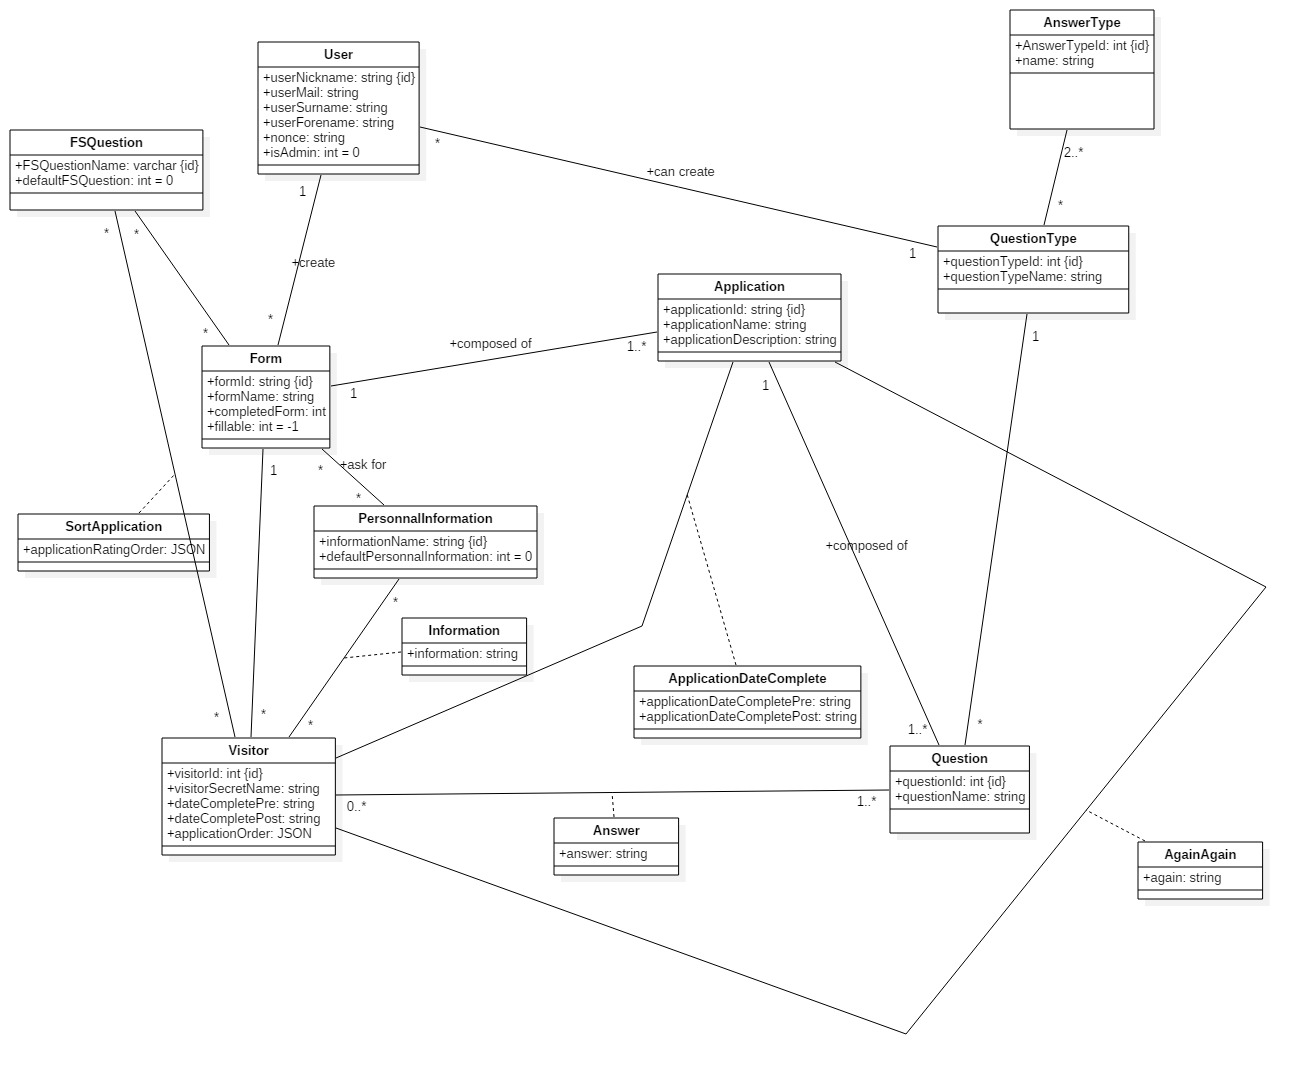 AnswerType
+AnswerTypeId: int {id}
+name: string
User
+userNickname: string {id}
+userMail: string
+userSurname: string
+userForename: string
+nonce: string
+isAdmin: int = 0
FSQuestion
+FSQuestionName: varchar {id}
+defaultFSQuestion: int = 0
*
+can create
1
2..*
*
QuestionType
+questionTypeId: int {id}
+questionTypeName: string
1
*
*
1
+create
*
*
Application
+applicationId: string {id}
+applicationName: string
+applicationDescription: string
+composed of
1..*
1
Form
+formId: string {id}
+formName: string
+completedForm: int
+fillable: int = -1
1
1
*
+ask for
*
PersonnalInformation
+informationName: string {id}
+defaultPersonnalInformation: int = 0
SortApplication
+applicationRatingOrder: JSON
+composed of
*
Information
+information: string
ApplicationDateComplete
+applicationDateCompletePre: string
+applicationDateCompletePost: string
*
*
*
1..*
*
Visitor
+visitorId: int {id}
+visitorSecretName: string
+dateCompletePre: string
+dateCompletePost: string
+applicationOrder: JSON
Question
+questionId: int {id}
+questionName: string
0..*
1..*
Answer
+answer: string
AgainAgain
+again: string